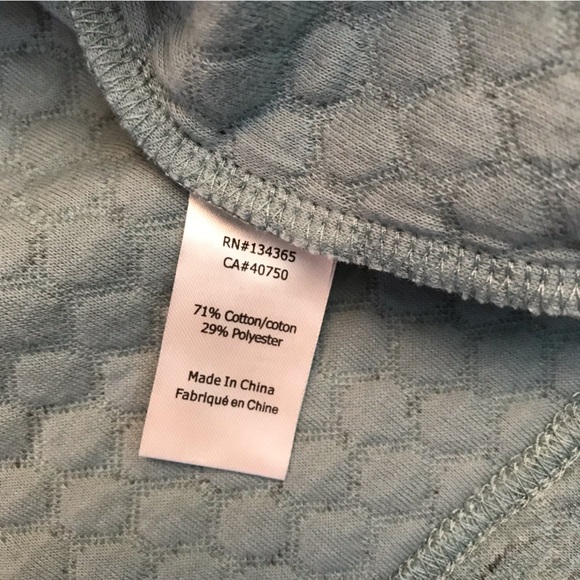 RN#134365
CA#40750
71% Cotton/coton
29% Polyester
Made In China
Fabriqué en Chine